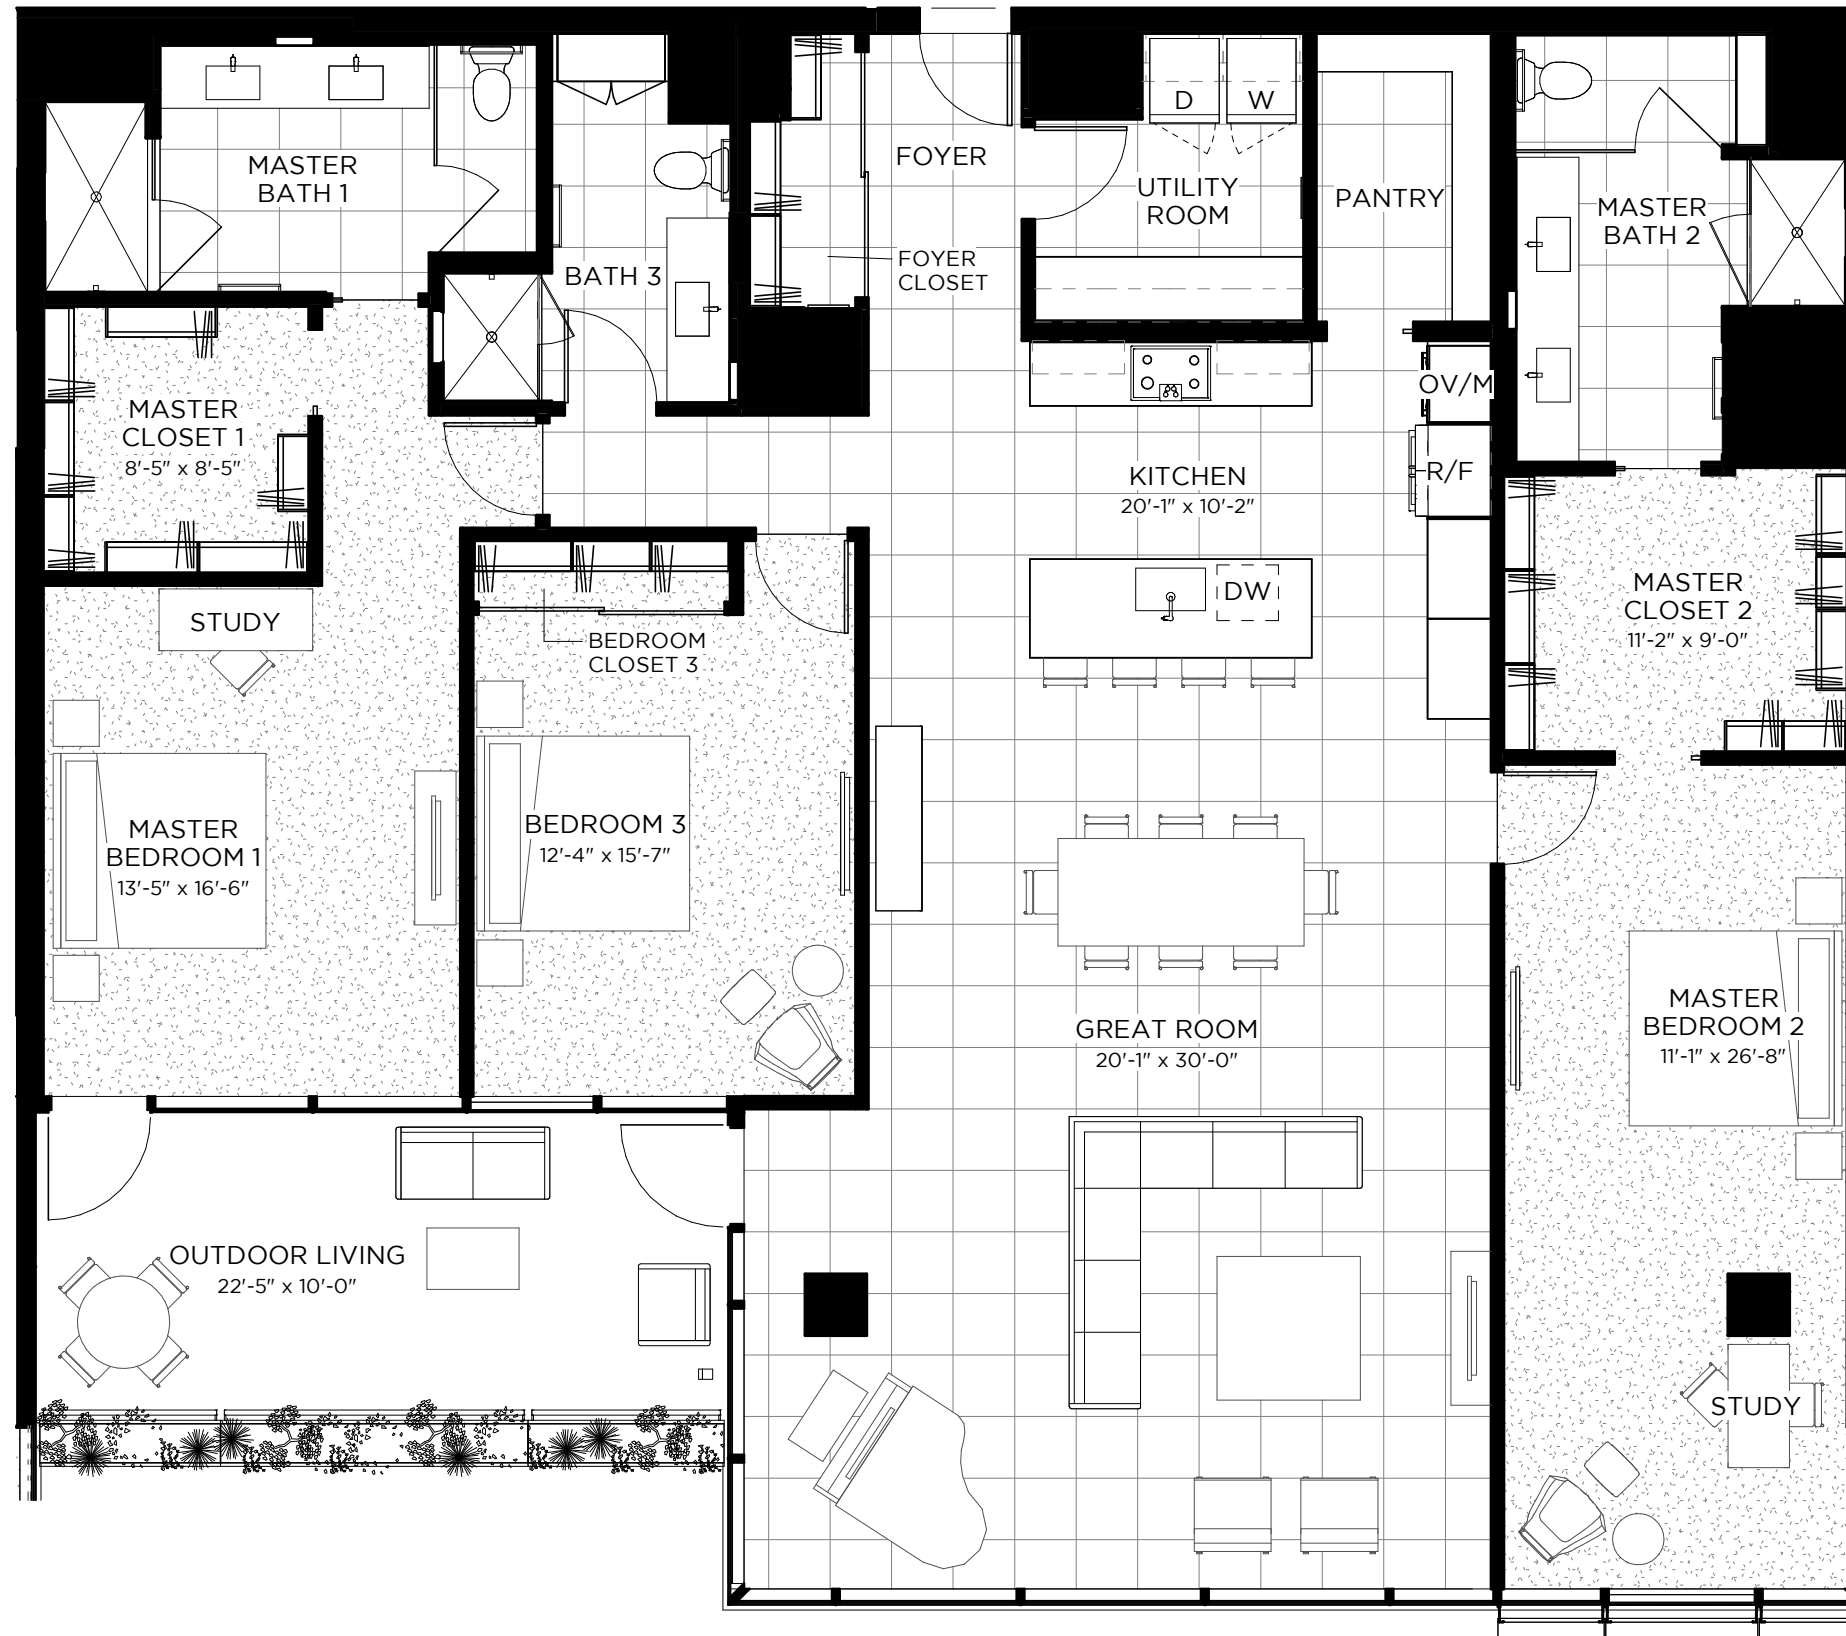 MASTER
BATH 1
BATH 3
FOYER
FOYER
CLOSET
D
W
UTILITY
ROOM
PANTRY
MASTER
BATH 2
MASTER
CLOSET 1
8'-5" x 8'-5"
KITCHEN
20'-1" x 10'-2"
OV/M
R/F
DW
MASTER
CLOSET 2
11'-2" x 9'-0"
STUDY
BEDROOM
CLOSET 3
MASTER
BEDROOM 1
13'-5" x 16'-6"
BEDROOM 3
12'-4" x 15'-7"
GREAT ROOM
20'-1" x 30'-0"
MASTER
BEDROOM 2
11'-1" x 26'-8"
OUTDOOR LIVING
22'-5" x 10'-0"
STUDY